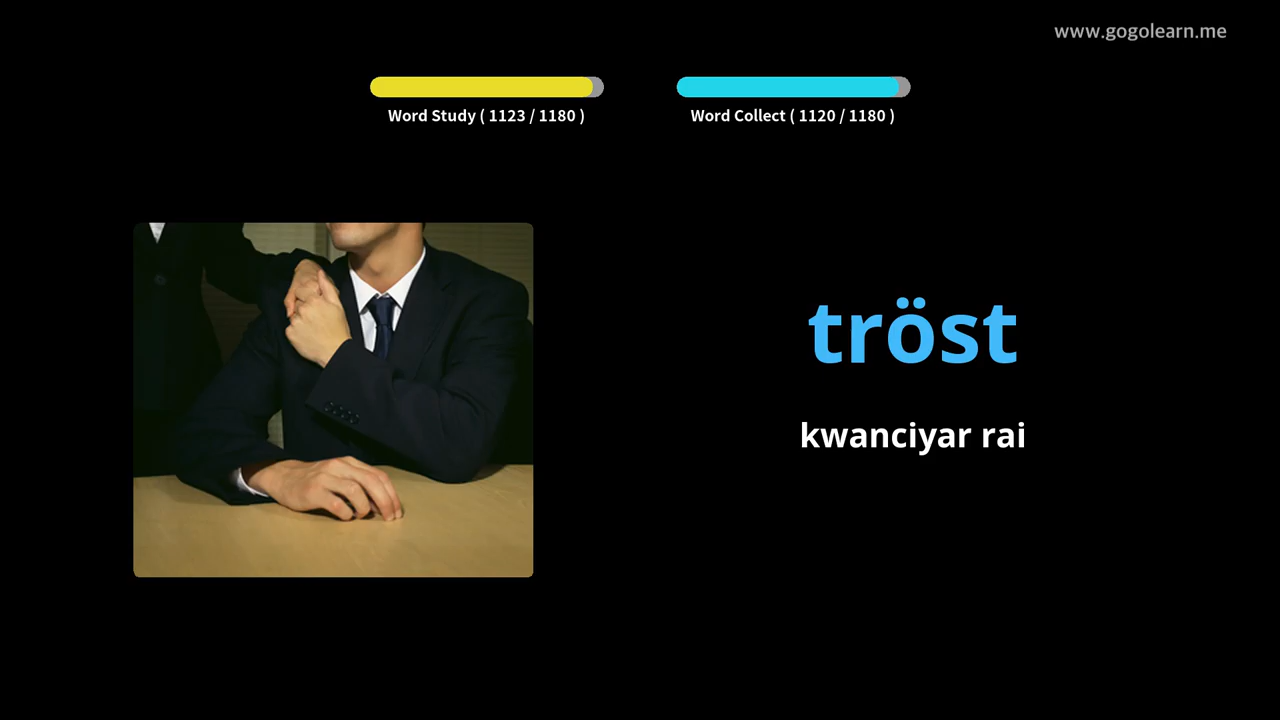 www.gogolearn.me
Word Study ( 1123 / 1180 )
Word Collect ( 1120 / 1180 )
tröst
kwanciyar rai